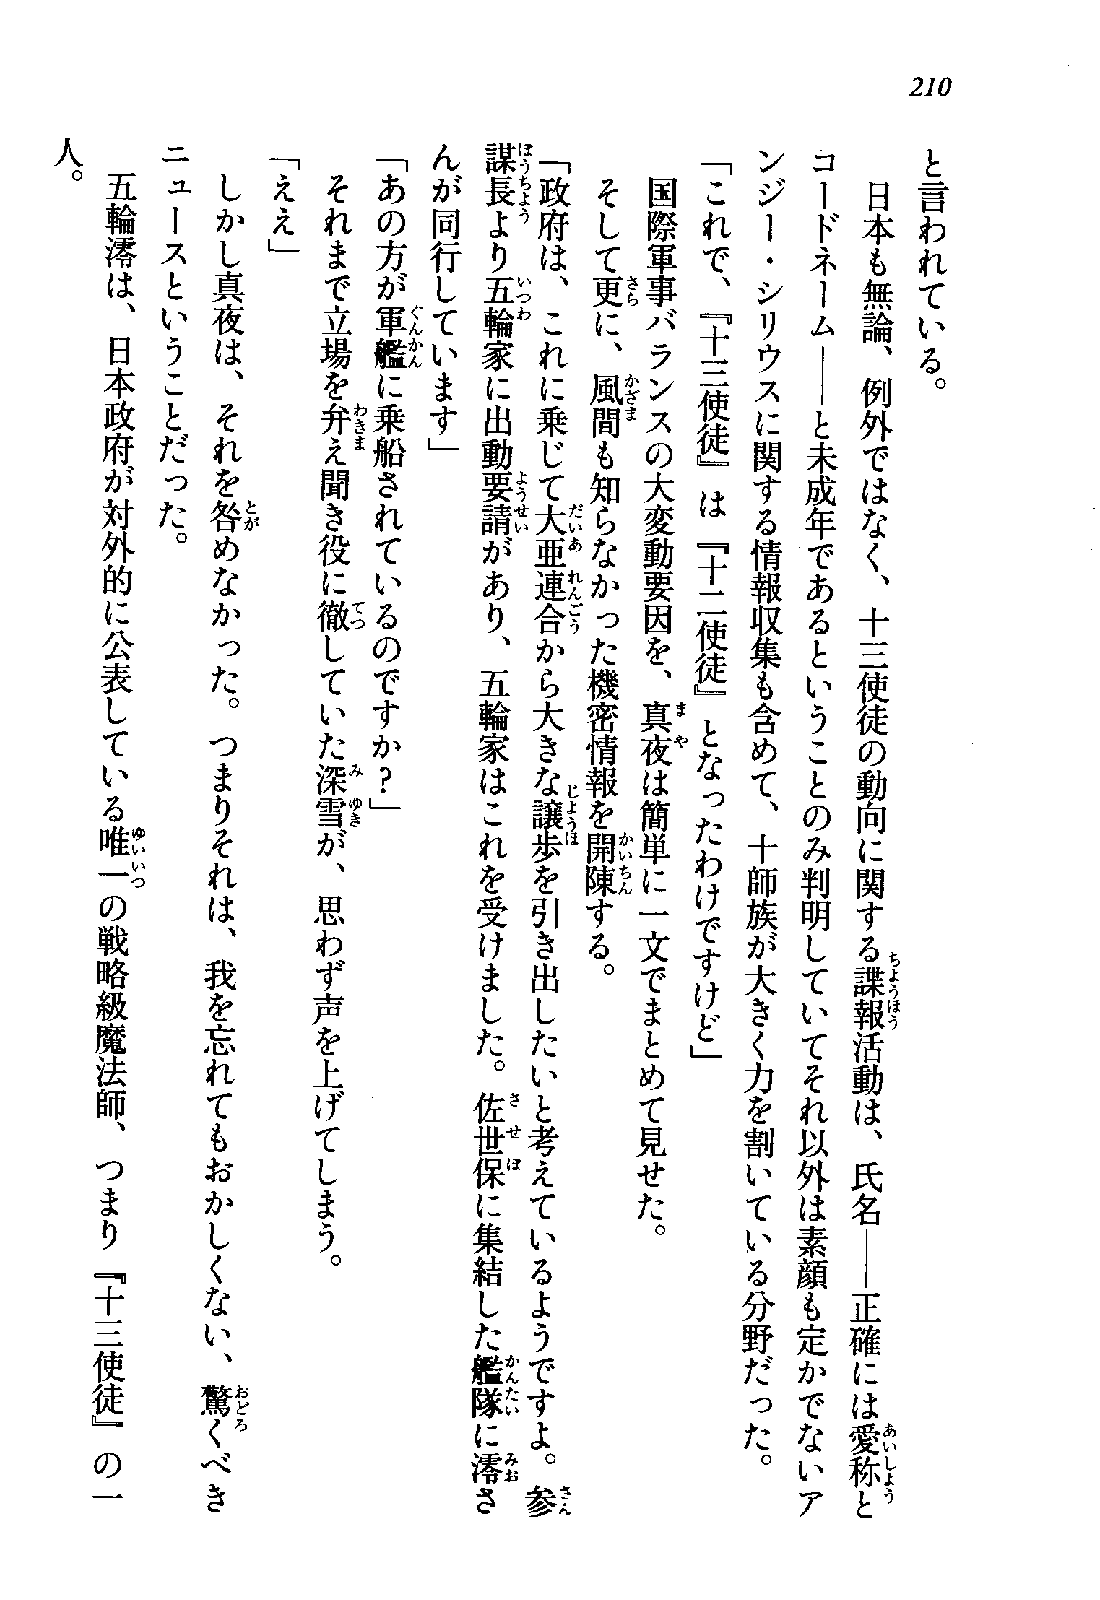 210
と言われている。
　日本も無論、例外ではなく、十三使徒の動向に関する諜報活動は、氏名――正確には愛称と
コードネーム――と未成年であるということのみ判明していてそれ以外は素顔も定かでないア
ンジー・シリウスに関する情報収集も含めて、十師族が大きく力を割いている分野だった。
「これで、『十三使徒』は『十二使徒』となったわけですけど」
　国際軍事バランスの大変動要因を、真夜は簡単に一文でまとめて見せた。
　そして更に、風間も知らなかった機密情報を開陳する。
「政府は、これに乗じて大亜連合から大きな譲歩を引き出したいと考えているようですよ。参
謀長より五輪家に出動要請があり、五輪家はこれを受けました。佐世保に集結した艦隊に澪さ
んが同行しています」
「あの方が軍艦に乗船されているのですか？」
　それまで立場を弁え聞き役に徹していた深雪が、思わず声を上げてしまう。
「ええ」
　しかし真夜は、それを咎めなかった。つまりそれは、我を忘れてもおかしくない、驚くべき
ニュースということだった。
　五輪澪は、日本政府が対外的に公表している唯一の戦略級魔法師、つまり『十三使徒』の一
人。